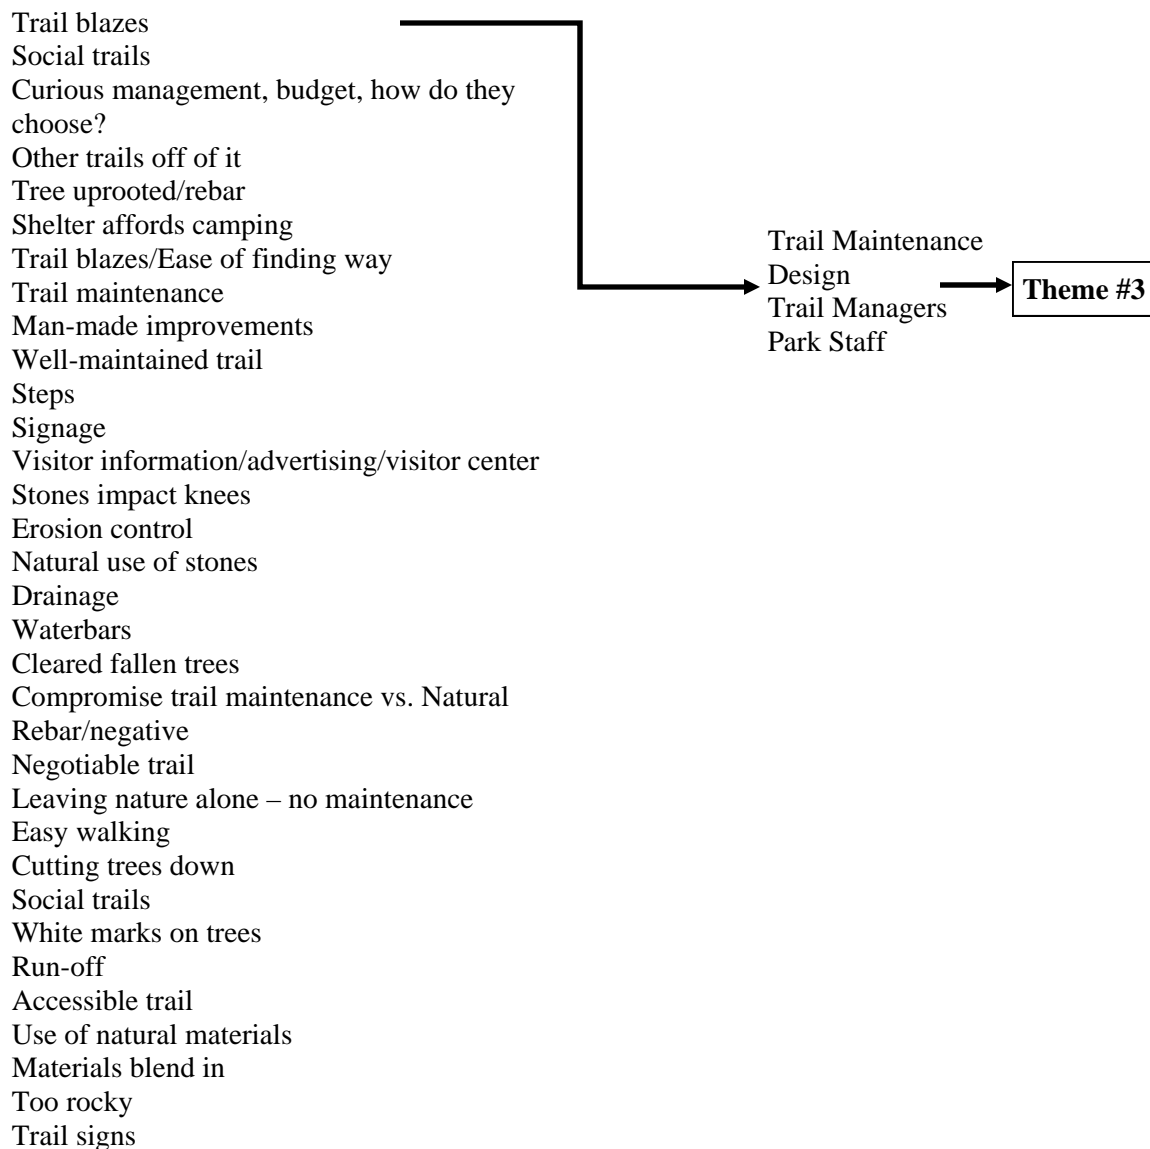 Trail blazes
Social trails
Curious management, budget, how do they
choose?
Other trails off of it
Tree uprooted/rebar
Shelter affords camping
Trail blazes/Ease of finding way
Trail maintenance
Man-made improvements
Well-maintained trail
Steps
Signage
Visitor information/advertising/visitor center
Stones impact knees
Erosion control
Natural use of stones
Drainage
Waterbars
Cleared fallen trees
Compromise trail maintenance vs. Natural
Rebar/negative
Negotiable trail
Leaving nature alone – no maintenance
Easy walking
Cutting trees down
Social trails
White marks on trees
Run-off
Accessible trail
Use of natural materials
Materials blend in
Too rocky
Trail signs
Trail Maintenance
Design
Trail Managers
Park Staff
Theme #3